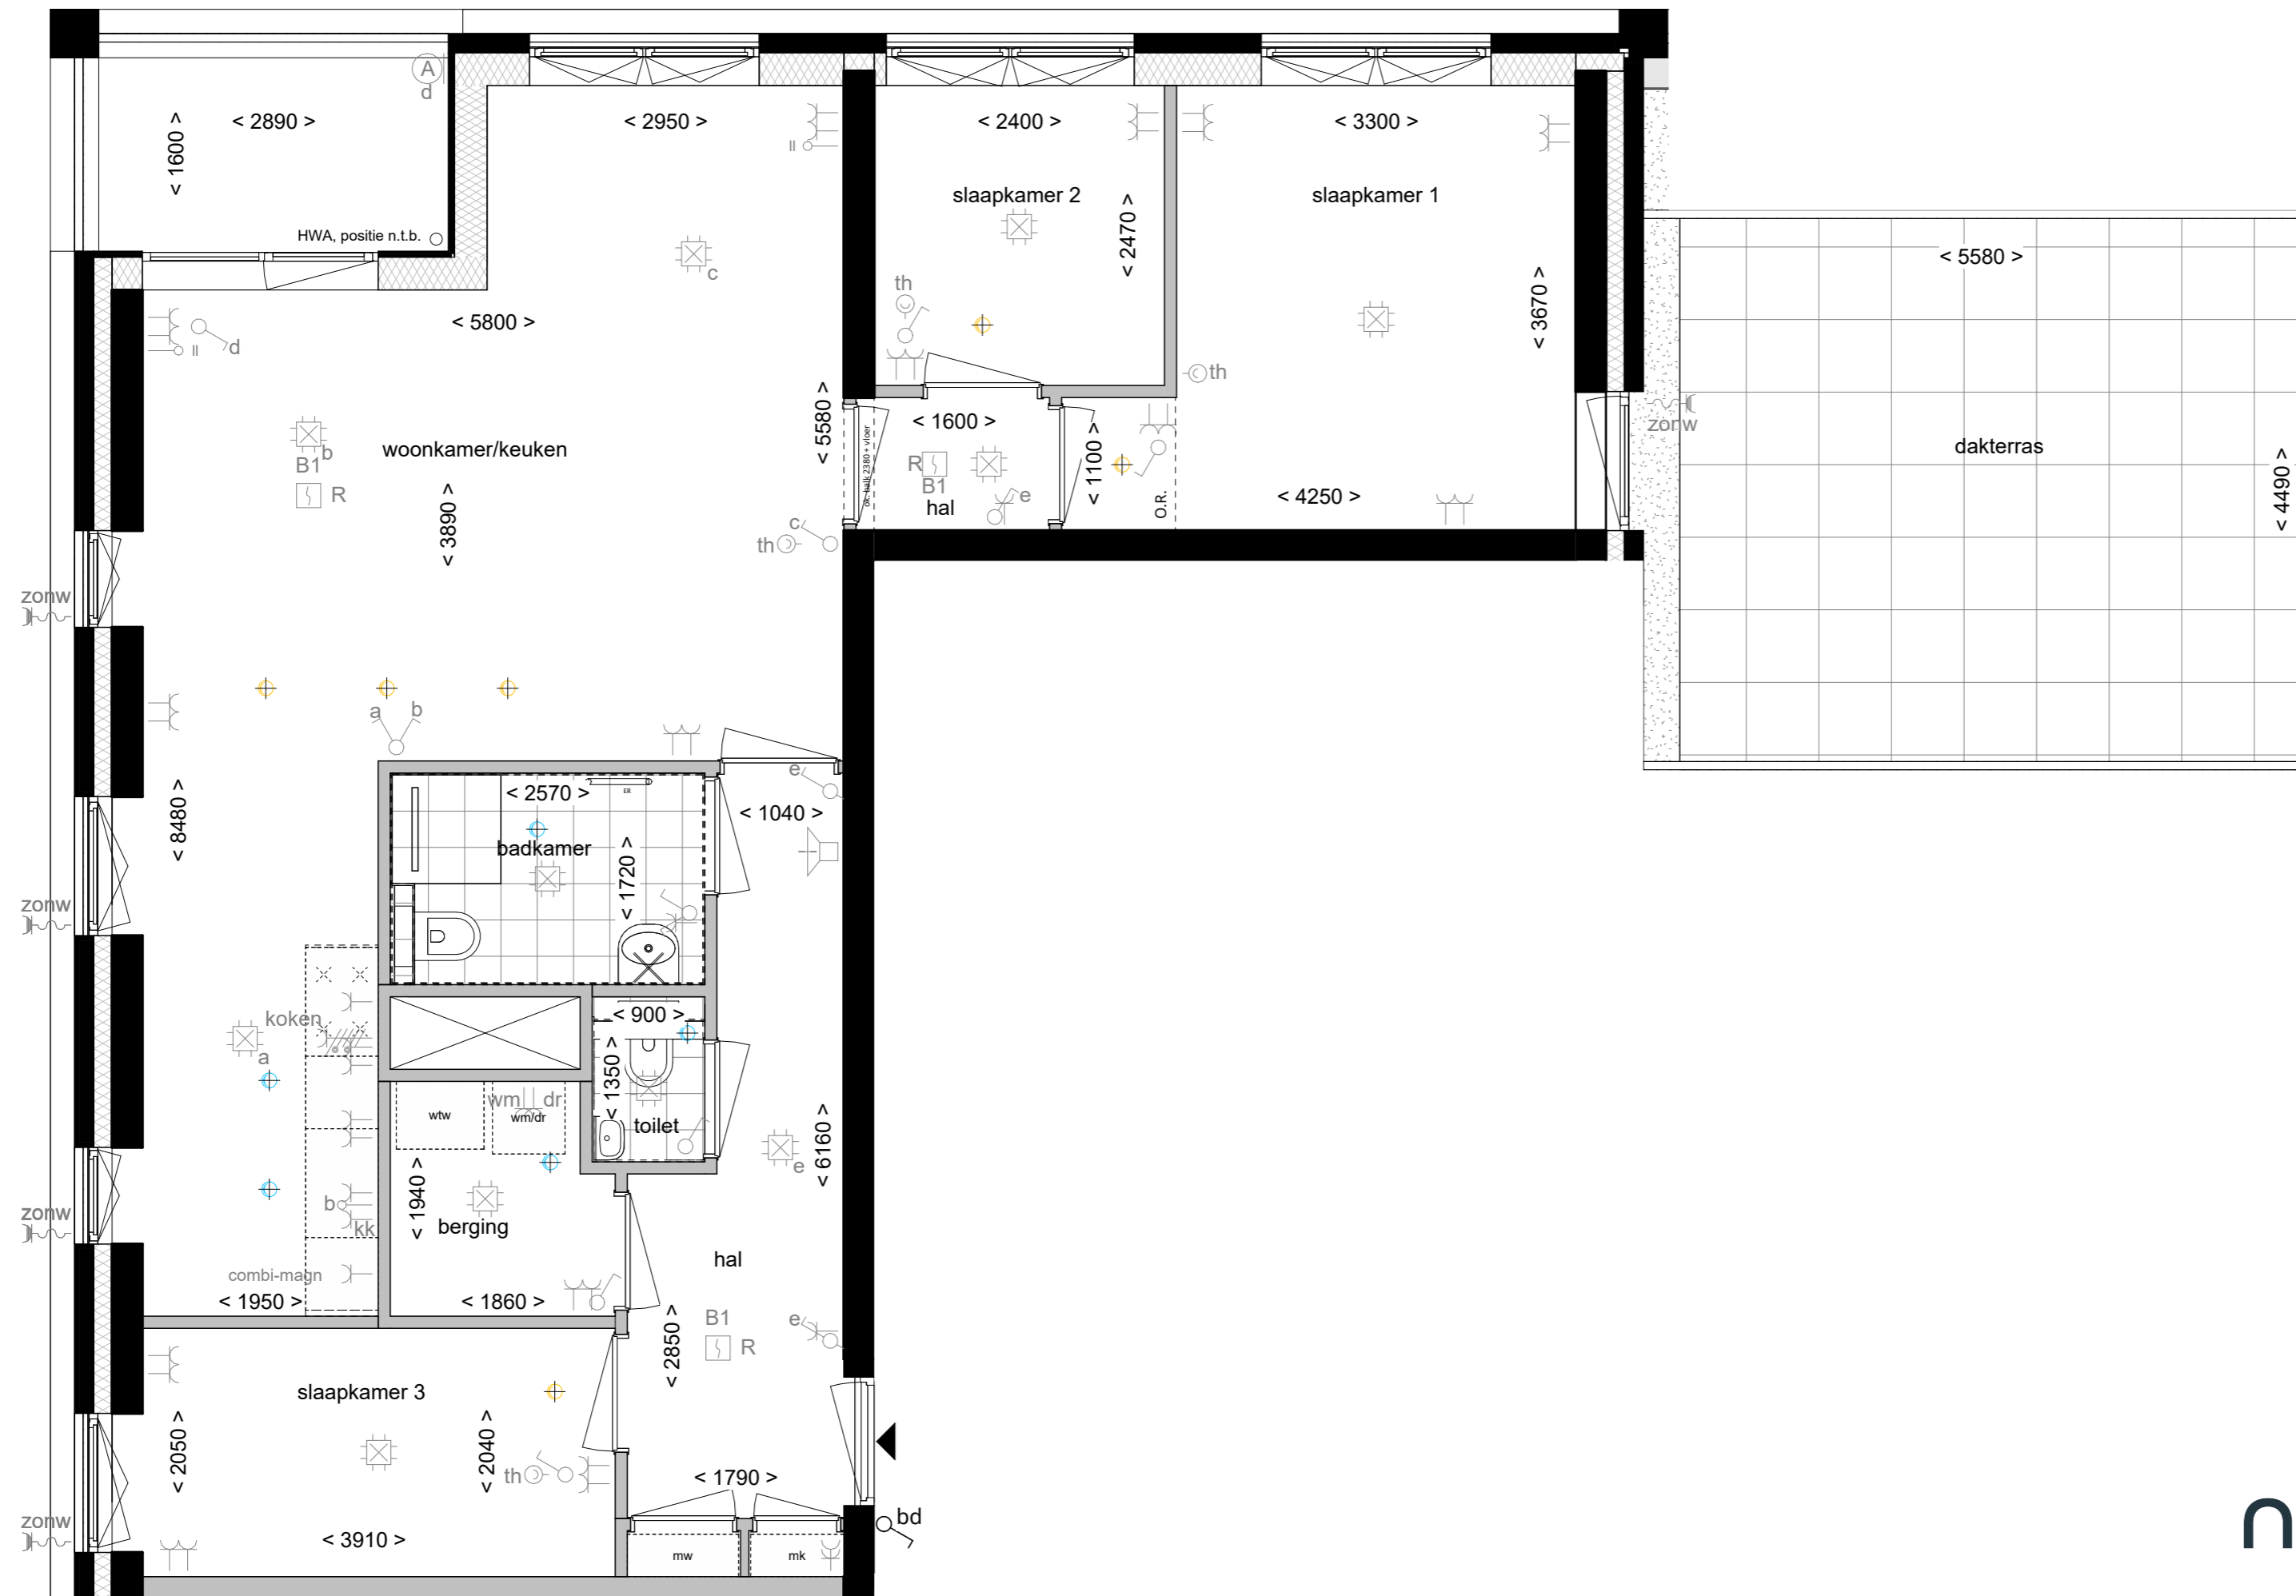 A
d
< 2890 >
< 1600 >
HWA, positie n.t.b.
< 2950 >
II
c
< 2400 >
slaapkamer 2
< 2470 >
th
< 3300 >
slaapkamer 1
< 3670 >
th
< 5580 >
zonw
dakterras
< 4490 >
II
d
< 5800 >
b
B1
R
woonkamer/keuken
< 3890 >
< 5580 >
< 1600 >
R
B1
e
hal
< 1100 >
O.R.
< 4250 >
c
th
zonw
a
b
e
< 8480 >
< 2570 >
ER
badkamer
< 1720 >
< 1040 >
zonw
koken
a
< 900 >
< 1350 >
toilet
wm
dr
wtw
wm/dr
< 1940 >
berging
< 6160 >
e
zonw
b
kk
hal
combi-magn
< 1950 >
< 1860 >
B1
R
< 2850 >
e
slaapkamer 3
< 2050 >
< 2040 >
th
< 1790 >
zonw
< 3910 >
bd
mw
mk
n